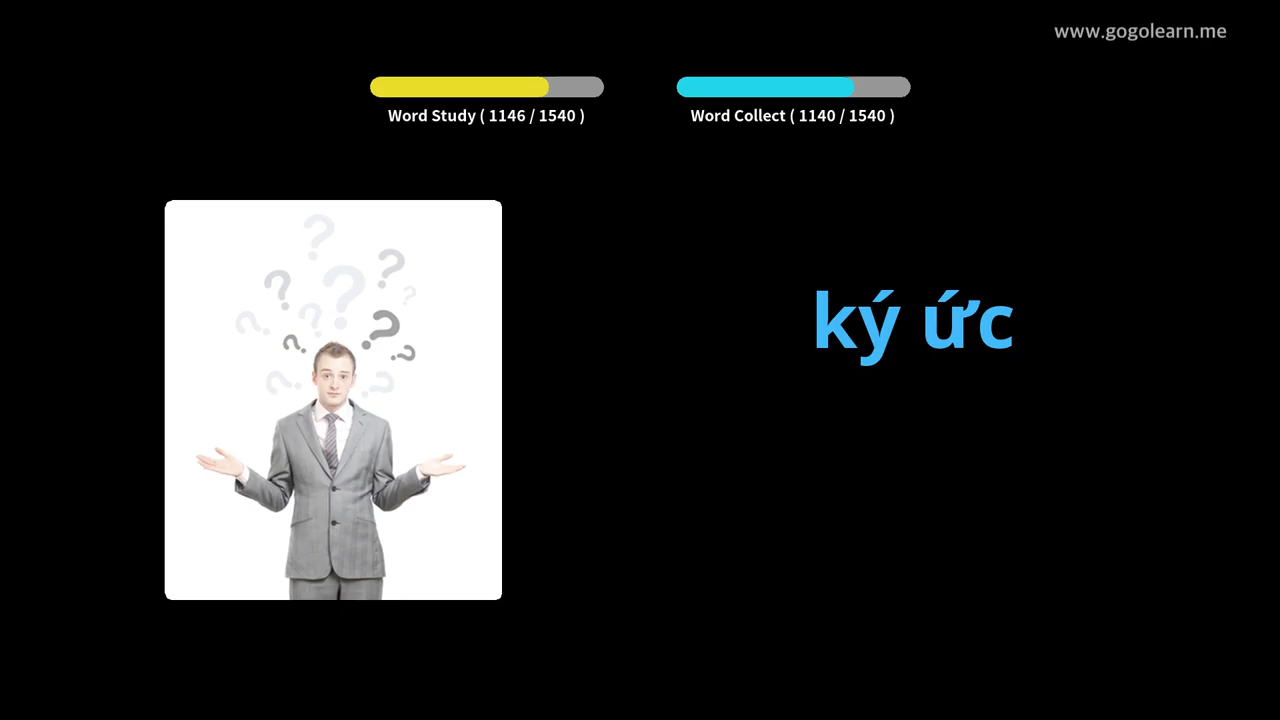 www.gogolearn.me
Word Study ( 1146 / 1540 )
Word Collect ( 1140 / 1540 )
? ? ? ? ? ? ? ? ? ? ? ?
ký ức